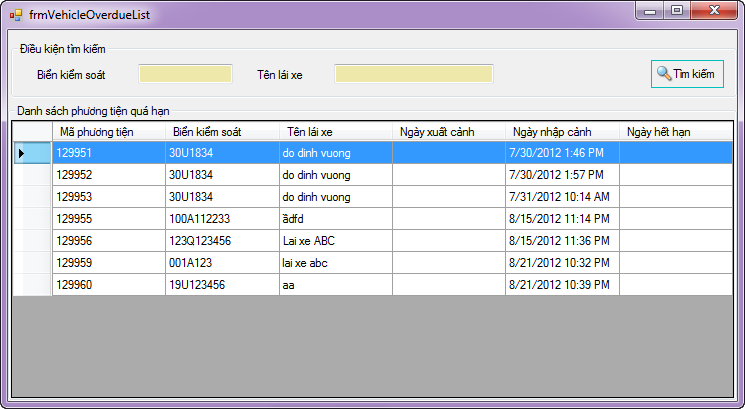 frmVehicleOverdueList
Điều kiện tìm kiếm
Biển kiểm soát Tên lái xe Tìm kiếm
Danh sách phương tiện quá hạn
Mã phương tiện Biển kiểm soát Tên lái xe Ngày xuất cảnh Ngày nhập cảnh Ngày hết hạn
129951 30U1834 do dinh vuong 7/30/2012 1:46 PM
129952 30U1834 do dinh vuong 7/30/2012 1:57 PM
129953 30U1834 do dinh vuong 7/31/2012 10:14 AM
129955 100A112233 8/15/2012 11:14 PM
129956 123Q123456 Lai xe ABC 8/15/2012 11:36 PM
129959 001A123 lai xe abc 8/21/2012 10:32 PM
129960 19U123456 aa 8/21/2012 10:39 PM